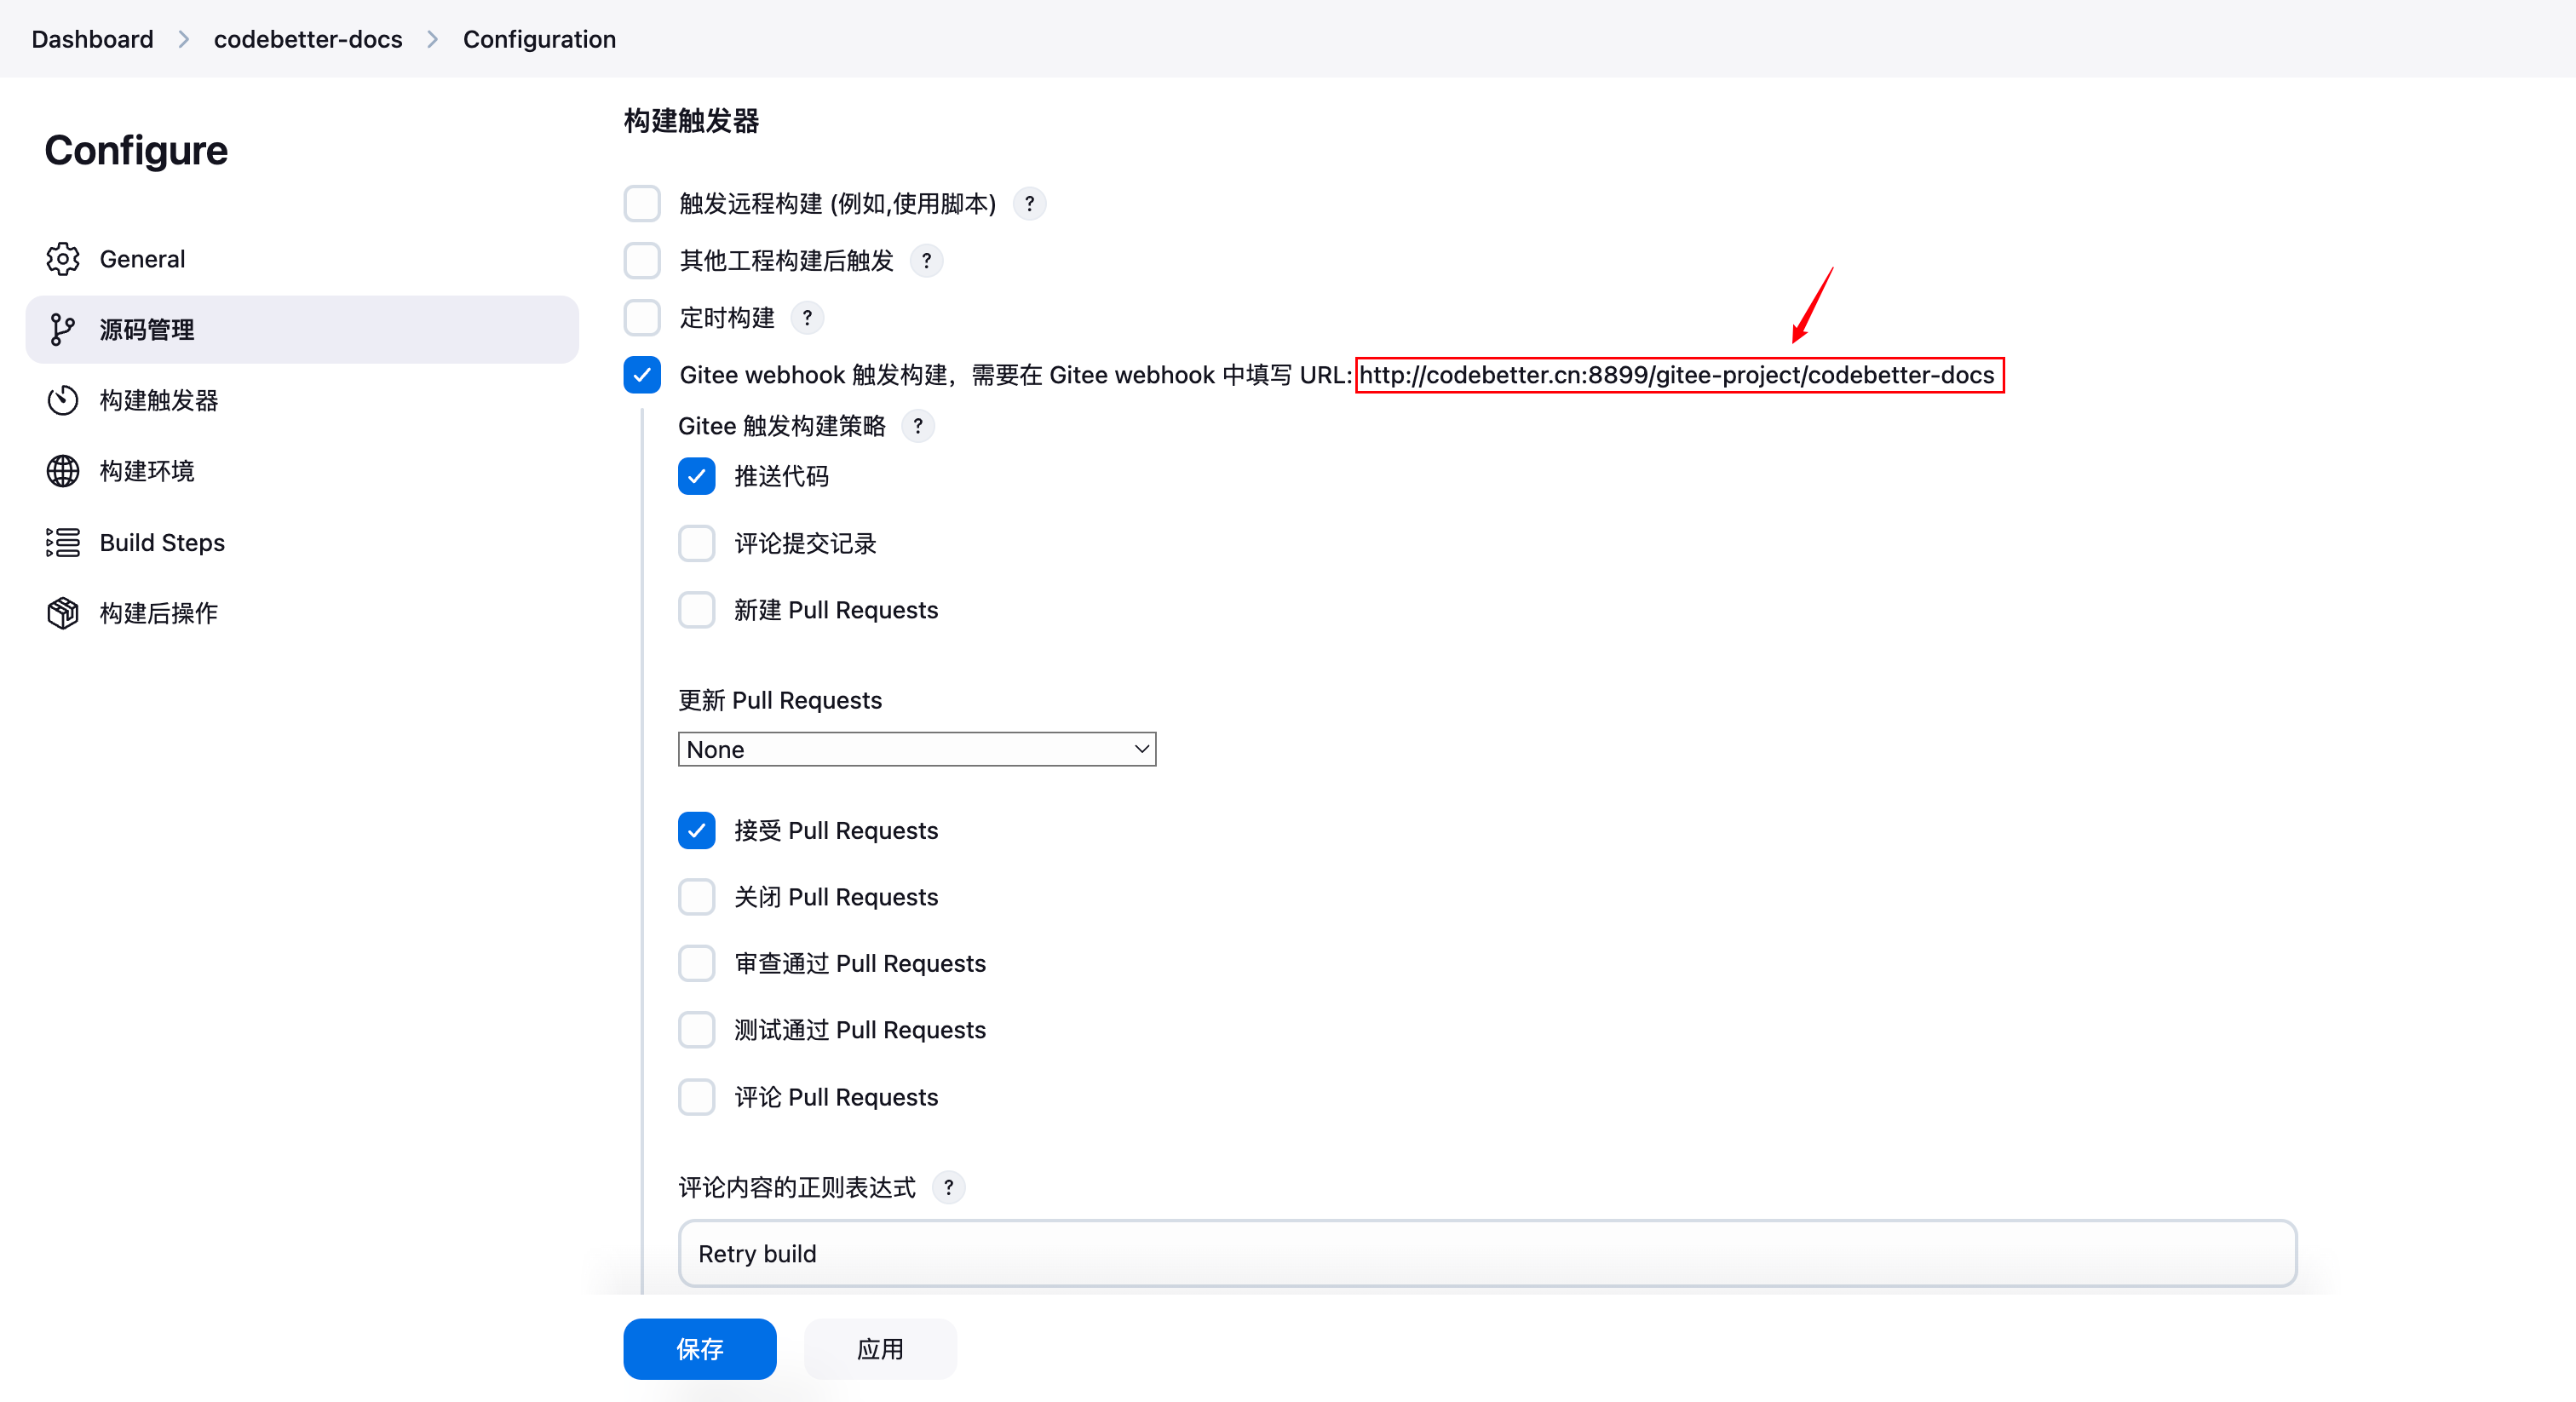 Dashboard > codebetter-docs > Configuration
Configure
General
源码管理
构建触发器
构建环境
Build Steps
构建后操作
构建触发器
触发远程构建 (例如,使用脚本) ?
其他工程构建后触发 ?
定时构建 ?
Gitee webhook 触发构建，需要在 Gitee webhook 中填写 URL: http://codebetter.cn:8899/gitee-project/codebetter-docs
Gitee 触发构建策略 ?
推送代码
评论提交记录
新建 Pull Requests
更新 Pull Requests
None
接受 Pull Requests
关闭 Pull Requests
审查通过 Pull Requests
测试通过 Pull Requests
评论 Pull Requests
评论内容的正则表达式 ?
Retry build
保存 应用